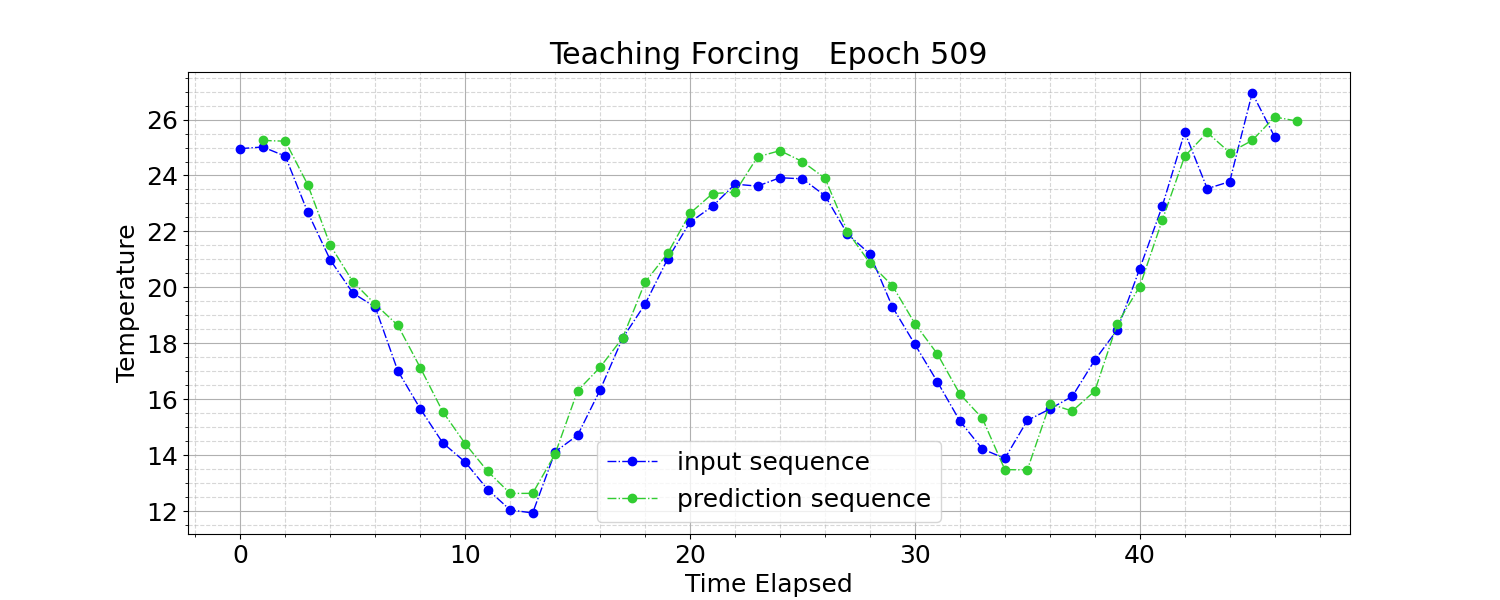 Teaching Forcing   Epoch 509
Temperature
26
24
22
20
18
16
14
12
input sequence
prediction sequence
0 10 20 30 40
Time Elapsed